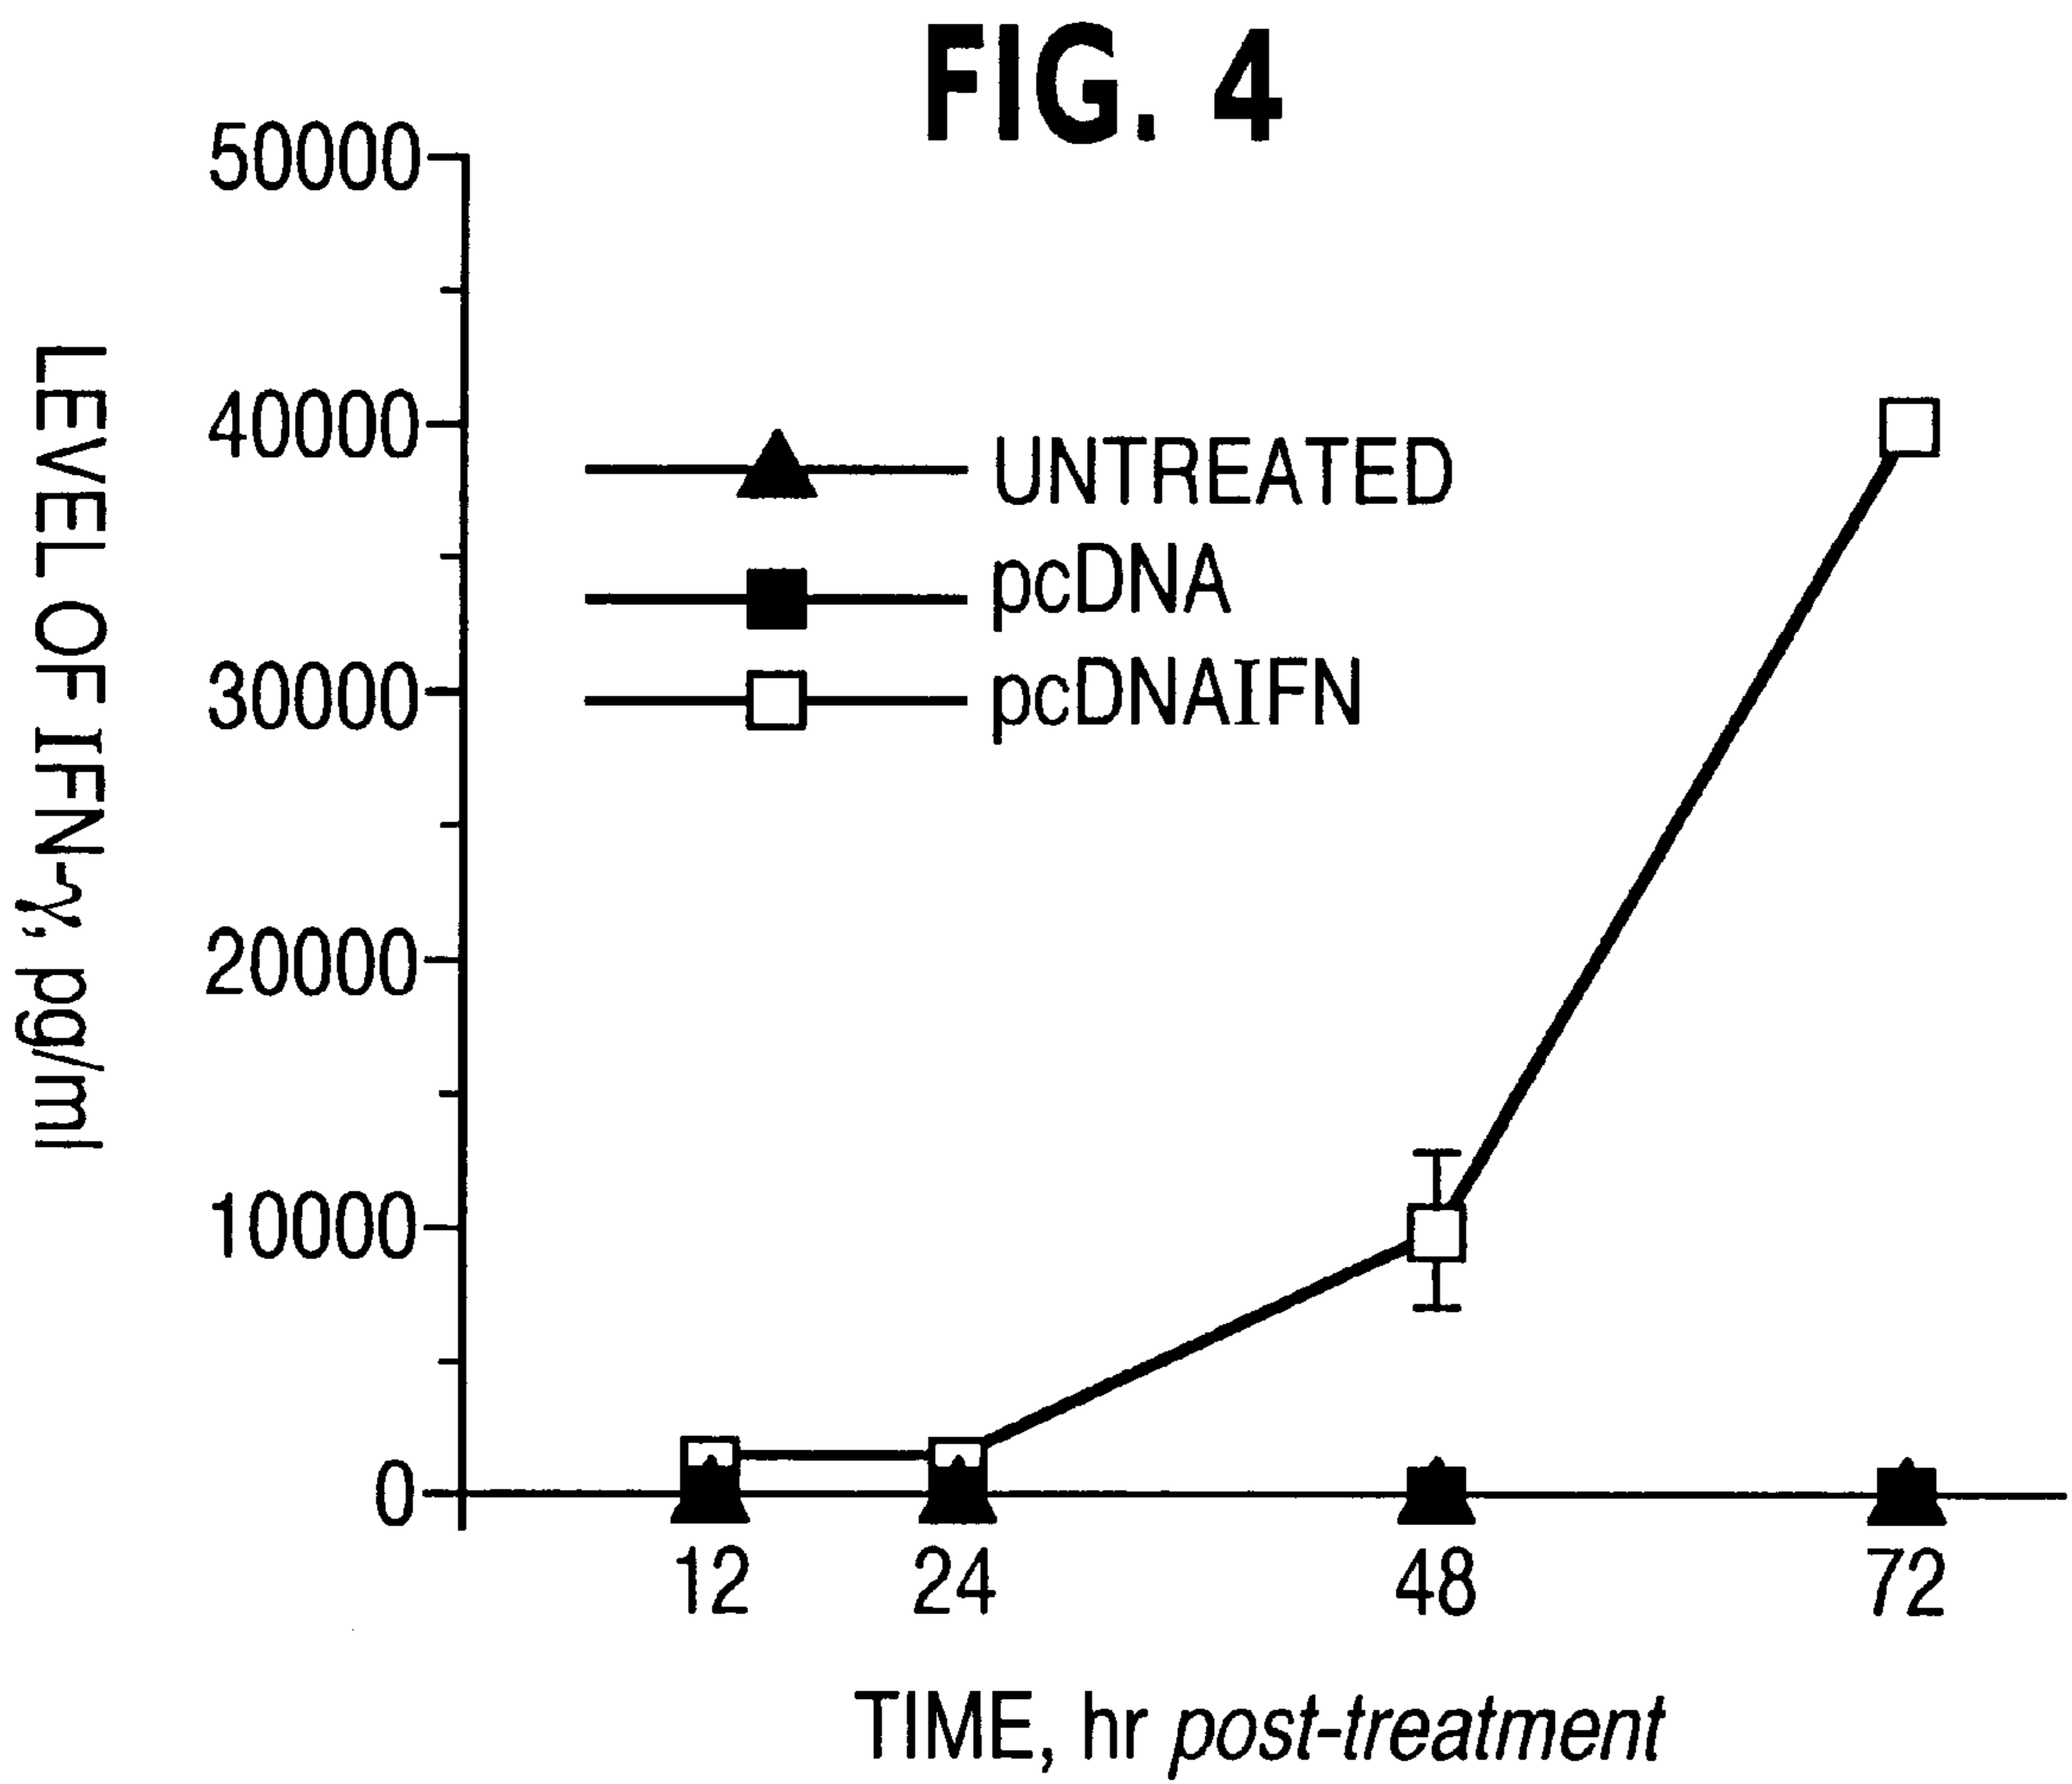 FIG. 4
50000
40000
30000
20000
10000
0
LEVEL OF IFN-γ, pg/ml
UNTREATED
pcDNA
pcDNAIFN
12 24 48 72
TIME, hr post-treatment